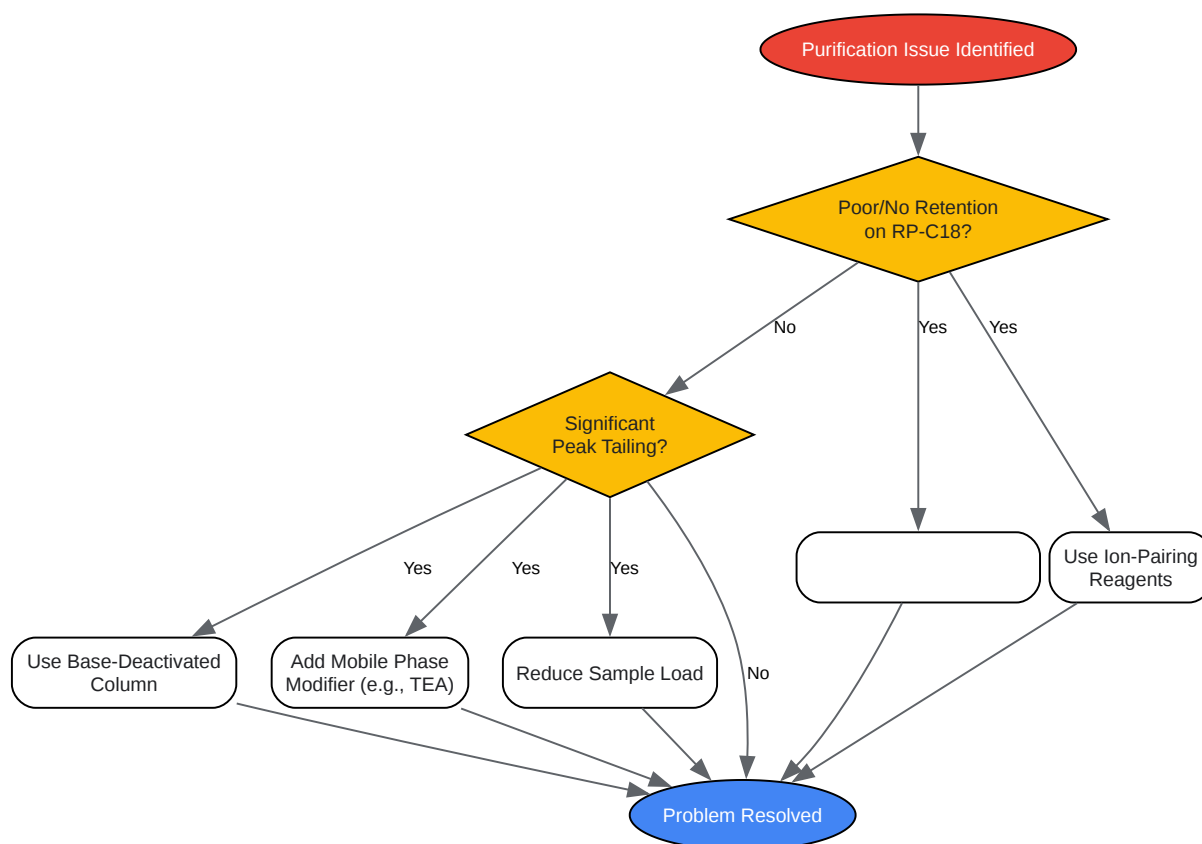 Purification Issue Identified
Poor/No Retention
on RP-C18?
No
Yes
Yes
Significant
Peak Tailing?
Use Ion-Pairing
Reagents
Yes
Yes
Yes
No
Use Base-Deactivated
Column
Add Mobile Phase
Modifier (e.g., TEA)
Reduce Sample Load
Problem Resolved